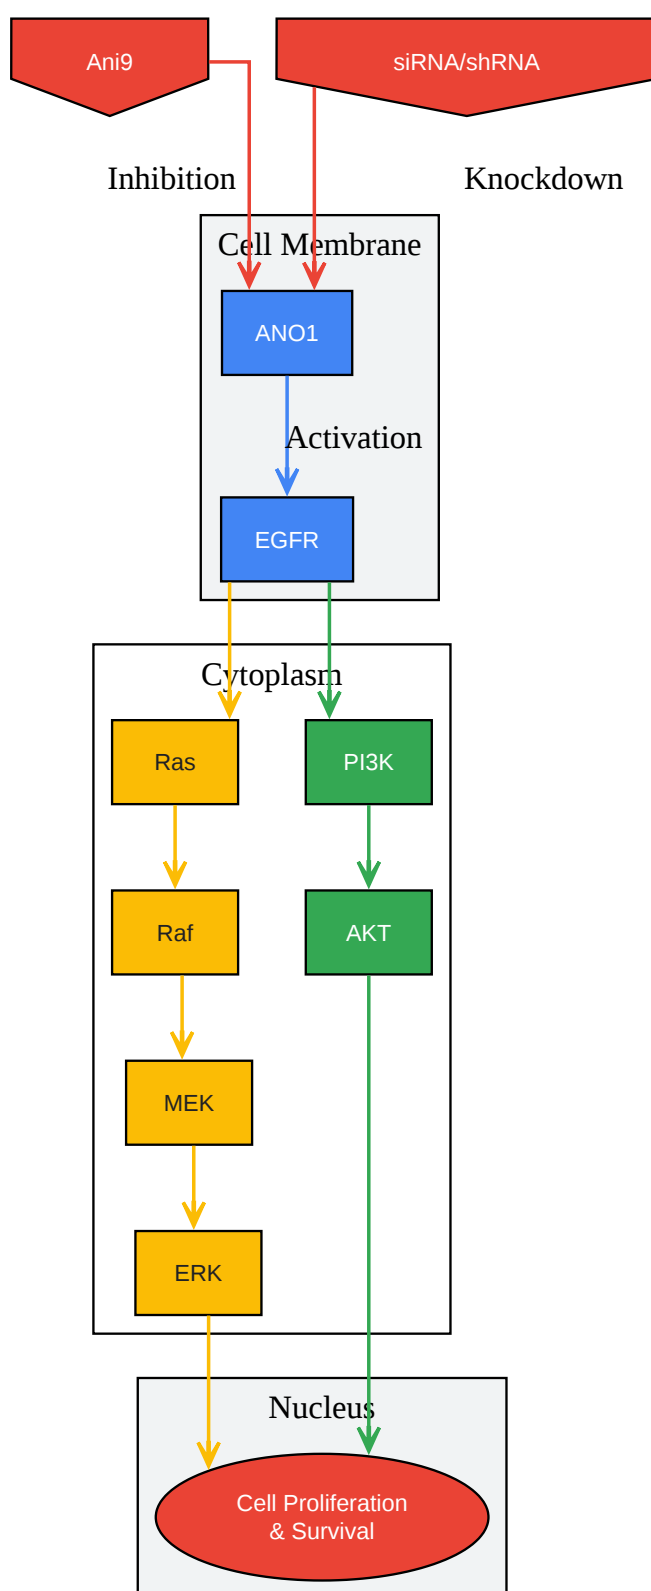 Ani9
siRNA/shRNA
Inhibition
Knockdown
Cell Membrane
ANO1
Activation
EGFR
Cytoplasm
Ras
PI3K
Raf
AKT
MEK
ERK
Nucleus
Cell Proliferation
& Survival